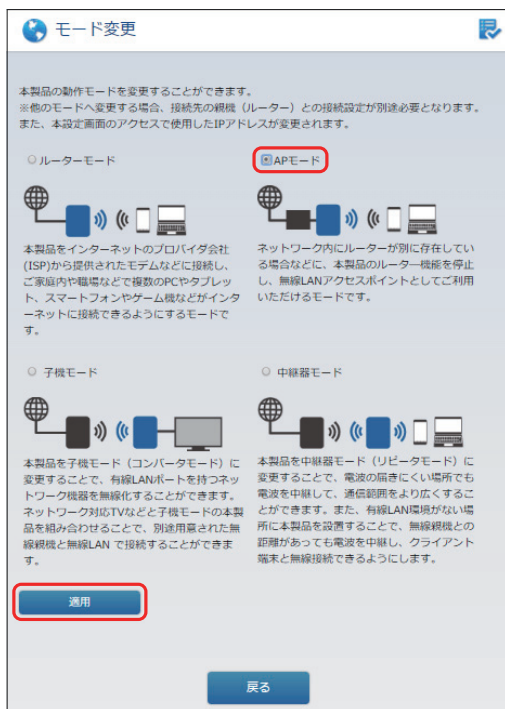 モード変更
本製品の動作モードを変更することができます。
※他のモードへ変更する場合、接続先の親機（ルーター）との接続設定が別途必要となります。
また、本設定画面のアクセスで使用したIPアドレスが変更されます。
ルーターモード
本製品をインターネットのプロバイダ会社
(ISP)から提供されたモデムなどに接続し、
ご家庭内や職場などで複数のPCやタブレッ
ト、スマートフォンやゲーム機などがインタ
ーネットに接続できるようにするモードで
す。
APモード
ネットワーク内にルーターが別に存在してい
る場合などに、本製品のルーター機能を停止
し、無線LANアクセスポイントとしてご利用
いただけるモードです。
子機モード
本製品を子機モード（コンバータモード）に
変更することで、有線LANポートを持つネッ
トワーク機器を無線化することができます。
ネットワーク対応TVなどと子機モードの本製
品を組み合わせることで、別途用意された無
線親機と無線LAN で接続することができま
す。
中継器モード
本製品を中継器モード（リピータモード）に
変更することで、電波の届きにくい場所でも
電波を中継して、通信範囲をより広くするこ
とができます。また、有線LAN環境がない場
所に本製品を設置することで、無線親機との
距離があっても電波を中継し、クライアント
端末と無線接続できるようにします。
適用
戻る